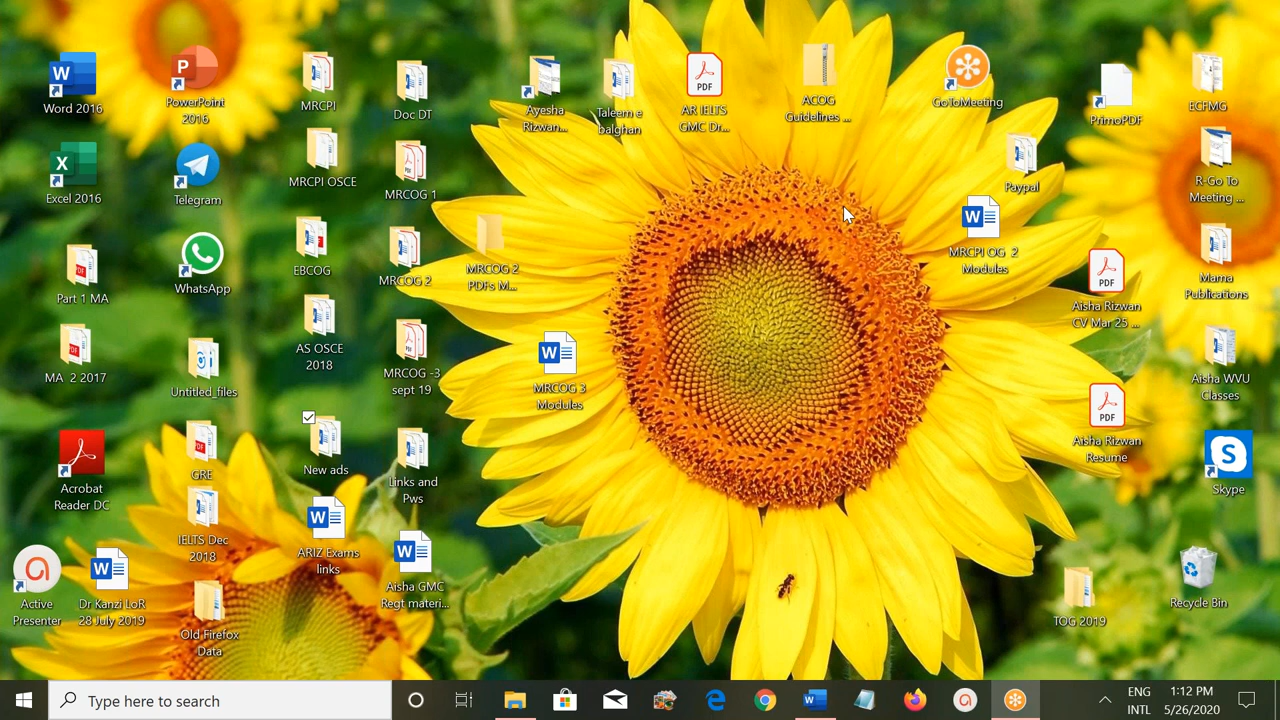 Word 2016
PowerPoint
2016
MRCPI
Doc DT
Ayesha
Rizwan...
Taleem e
balghan
PDF
AR IELTS
GMC Dr...
ACOG
Guidelines ...
GoToMeeting
PrimoPDF
ECFMG
Excel 2016
Telegram
MRCPI OSCE
MRCOG 1
Paypal
R-Go To
Meeting ...
Part 1 MA
WhatsApp
EBCOG
MRCOG 2
MRCOG 2
PDFs M...
MRCPI OG 2
Modules
PDF
Aisha Rizwan
CV Mar 25 ...
Mama
Publications
MA 2 2017
Untitled_files
AS OSCE
2018
MRCOG -3
sept 19
MRCOG 3
Modules
Aisha WVU
Classes
Acrobat
Reader DC
GRE
New ads
Links and
Pws
PDF
Aisha Rizwan
Resume
Skype
IELTS Dec
2018
ARIZ Exams
links
Active
Presenter
Dr Kanzi LoR
28 July 2019
Old Firefox
Data
Aisha GMC
Regt materi...
TOG 2019
Recycle Bin
Type here to search
ENG
INTL
1:12 PM
5/26/2020